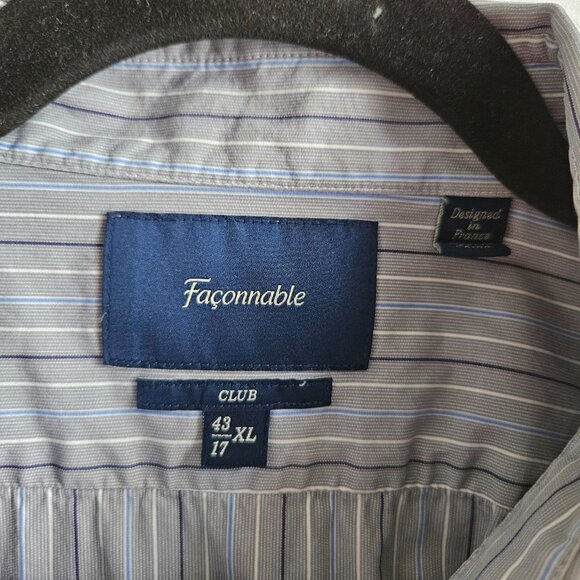 Designed
in
France
Façonnable
CLUB
43
17
XL